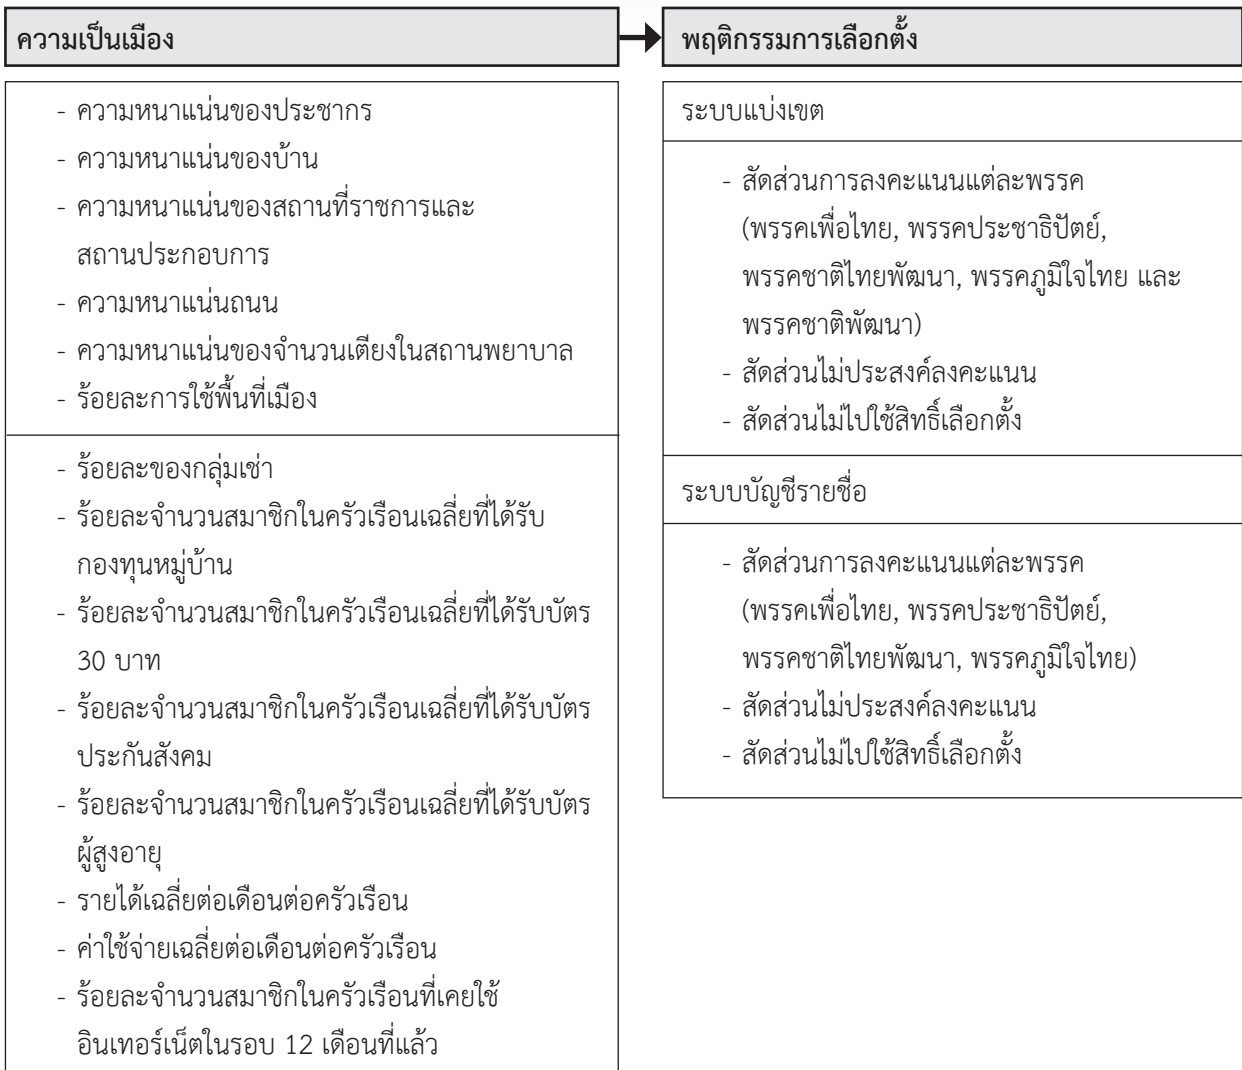 ความเป็นเมือง
พฤติกรรมการเลือกตั้ง
- ความหนาแน่นของประชากร
- ความหนาแน่นของบ้าน
- ความหนาแน่นของสถานที่ราชการและ
สถานประกอบการ
- ความหนาแน่นถนน
- ความหนาแน่นของจำนวนเตียงในสถานพยาบาล
- ร้อยละการใช้พื้นที่เมือง
- ร้อยละของกลุ่มเช่า
- ร้อยละจำนวนสมาชิกในครัวเรือนเฉลี่ยที่ได้รับ
กองทุนหมู่บ้าน
- ร้อยละจำนวนสมาชิกในครัวเรือนเฉลี่ยที่ได้รับบัตร
30 บาท
- ร้อยละจำนวนสมาชิกในครัวเรือนเฉลี่ยที่ได้รับบัตร
ประกันสังคม
- ร้อยละจำนวนสมาชิกในครัวเรือนเฉลี่ยที่ได้รับบัตร
ผู้สูงอายุ
- รายได้เฉลี่ยต่อเดือนต่อครัวเรือน
- ค่าใช้จ่ายเฉลี่ยต่อเดือนต่อครัวเรือน
- ร้อยละจำนวนสมาชิกในครัวเรือนที่เคยใช้
อินเทอร์เน็ตในรอบ 12 เดือนที่แล้ว
ระบบแบ่งเขต
- สัดส่วนการลงคะแนนแต่ละพรรค
(พรรคเพื่อไทย, พรรคประชาธิปัตย์,
พรรคชาติไทยพัฒนา, พรรคภูมิใจไทย และ
พรรคชาติพัฒนา)
- สัดส่วนไม่ประสงค์ลงคะแนน
- สัดส่วนไม่ไปใช้สิทธิ์เลือกตั้ง
ระบบบัญชีรายชื่อ
- สัดส่วนการลงคะแนนแต่ละพรรค
(พรรคเพื่อไทย, พรรคประชาธิปัตย์,
พรรคชาติไทยพัฒนา, พรรคภูมิใจไทย)
- สัดส่วนไม่ประสงค์ลงคะแนน
- สัดส่วนไม่ไปใช้สิทธิ์เลือกตั้ง